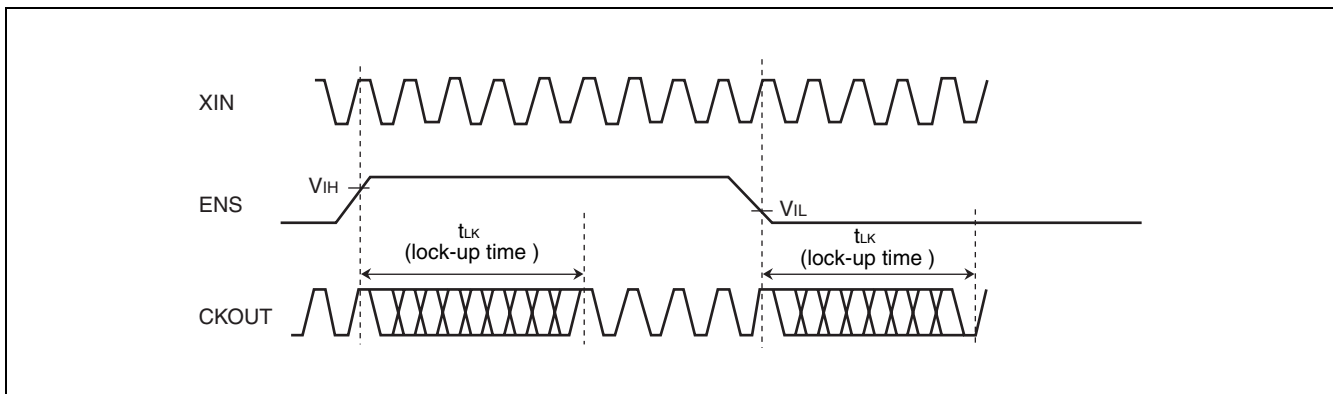 XIN
VIH
ENS
VIL
tLK
(lock-up time )
tLK
(lock-up time )
CKOUT